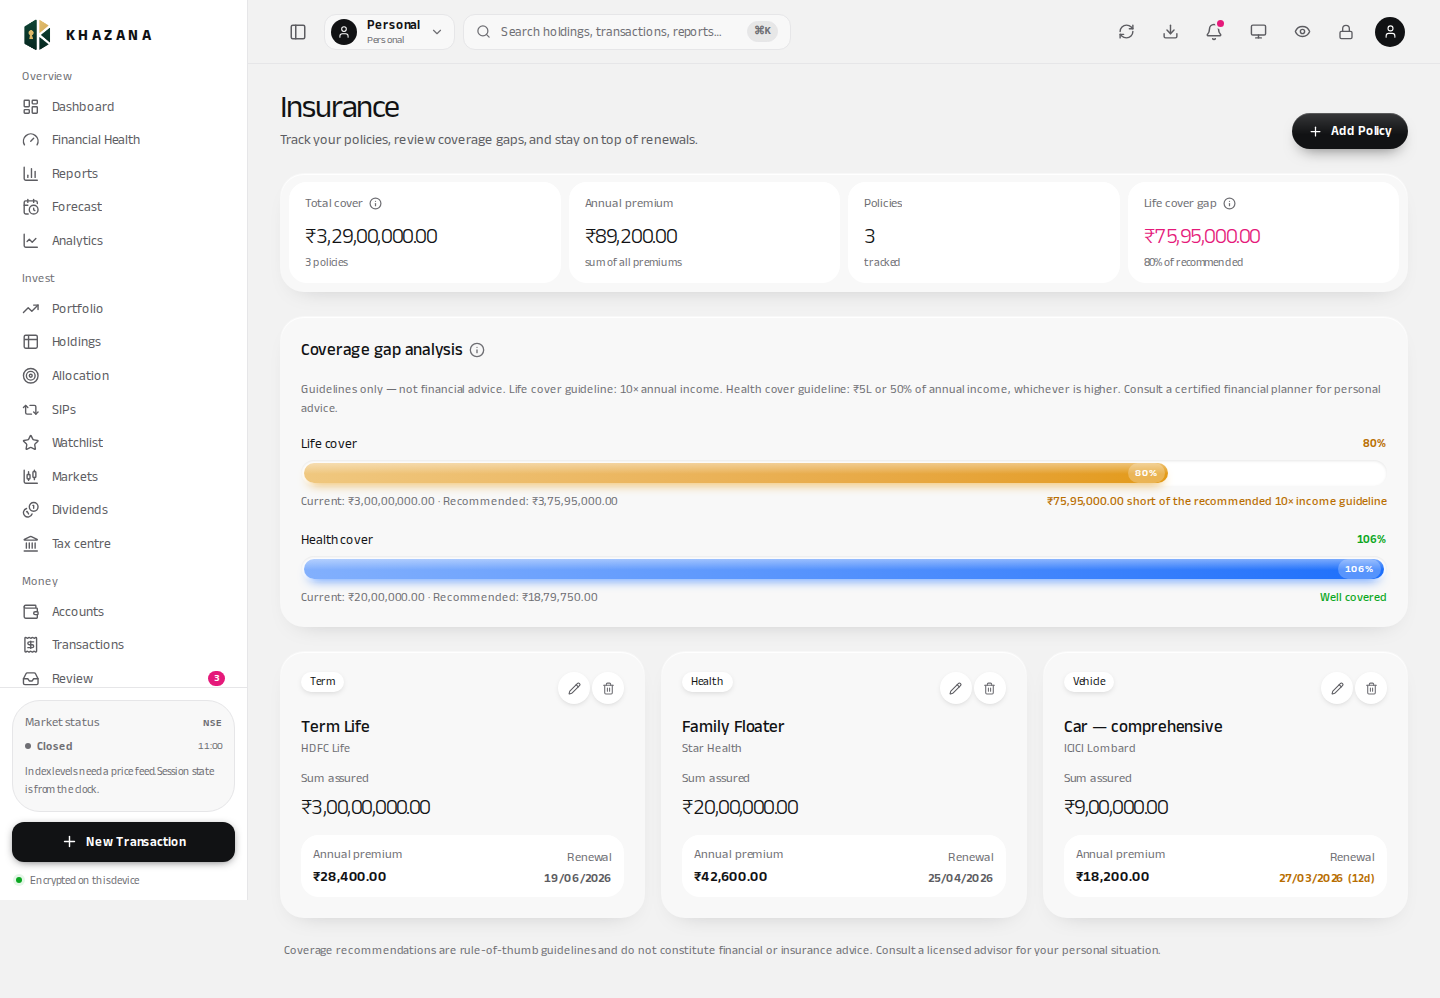 KHAZANA
Overview
Dashboard
Financial Health
Reports
Forecast
Analytics
Invest
Portfolio
Holdings
Allocation
SIPs
Watchlist
Markets
Dividends
Tax centre
Money
Accounts
Transactions
Review 3
Market status NSE
Closed 11:00
Index levels need a price feed. Session state
is from the clock.
New Transaction
Encrypted on this device
Personal
Personal
Search holdings, transactions, reports... ⌘K
Insurance
Track your policies, review coverage gaps, and stay on top of renewals.
Add Policy
Total cover
₹3,29,00,000.00
3 policies
Annual premium
₹89,200.00
sum of all premiums
Policies
3
tracked
Life cover gap
₹75,95,000.00
80% of recommended
Coverage gap analysis
Guidelines only — not financial advice. Life cover guideline: 10× annual income. Health cover guideline: ₹5L or 50% of annual income, whichever is higher. Consult a certified financial planner for personal
advice.
Life cover 80%
80%
Current: ₹3,00,00,000.00 · Recommended: ₹3,75,95,000.00 ₹75,95,000.00 short of the recommended 10× income guideline
Health cover 106%
106%
Current: ₹20,00,000.00 · Recommended: ₹18,79,750.00 Well covered
Term
Term Life
HDFC Life
Sum assured
₹3,00,00,000.00
Annual premium Renewal
₹28,400.00 19/06/2026
Health
Family Floater
Star Health
Sum assured
₹20,00,000.00
Annual premium Renewal
₹42,600.00 25/04/2026
Vehicle
Car — comprehensive
ICICI Lombard
Sum assured
₹9,00,000.00
Annual premium Renewal
₹18,200.00 27/03/2026 (12d)
Coverage recommendations are rule-of-thumb guidelines and do not constitute financial or insurance advice. Consult a licensed advisor for your personal situation.